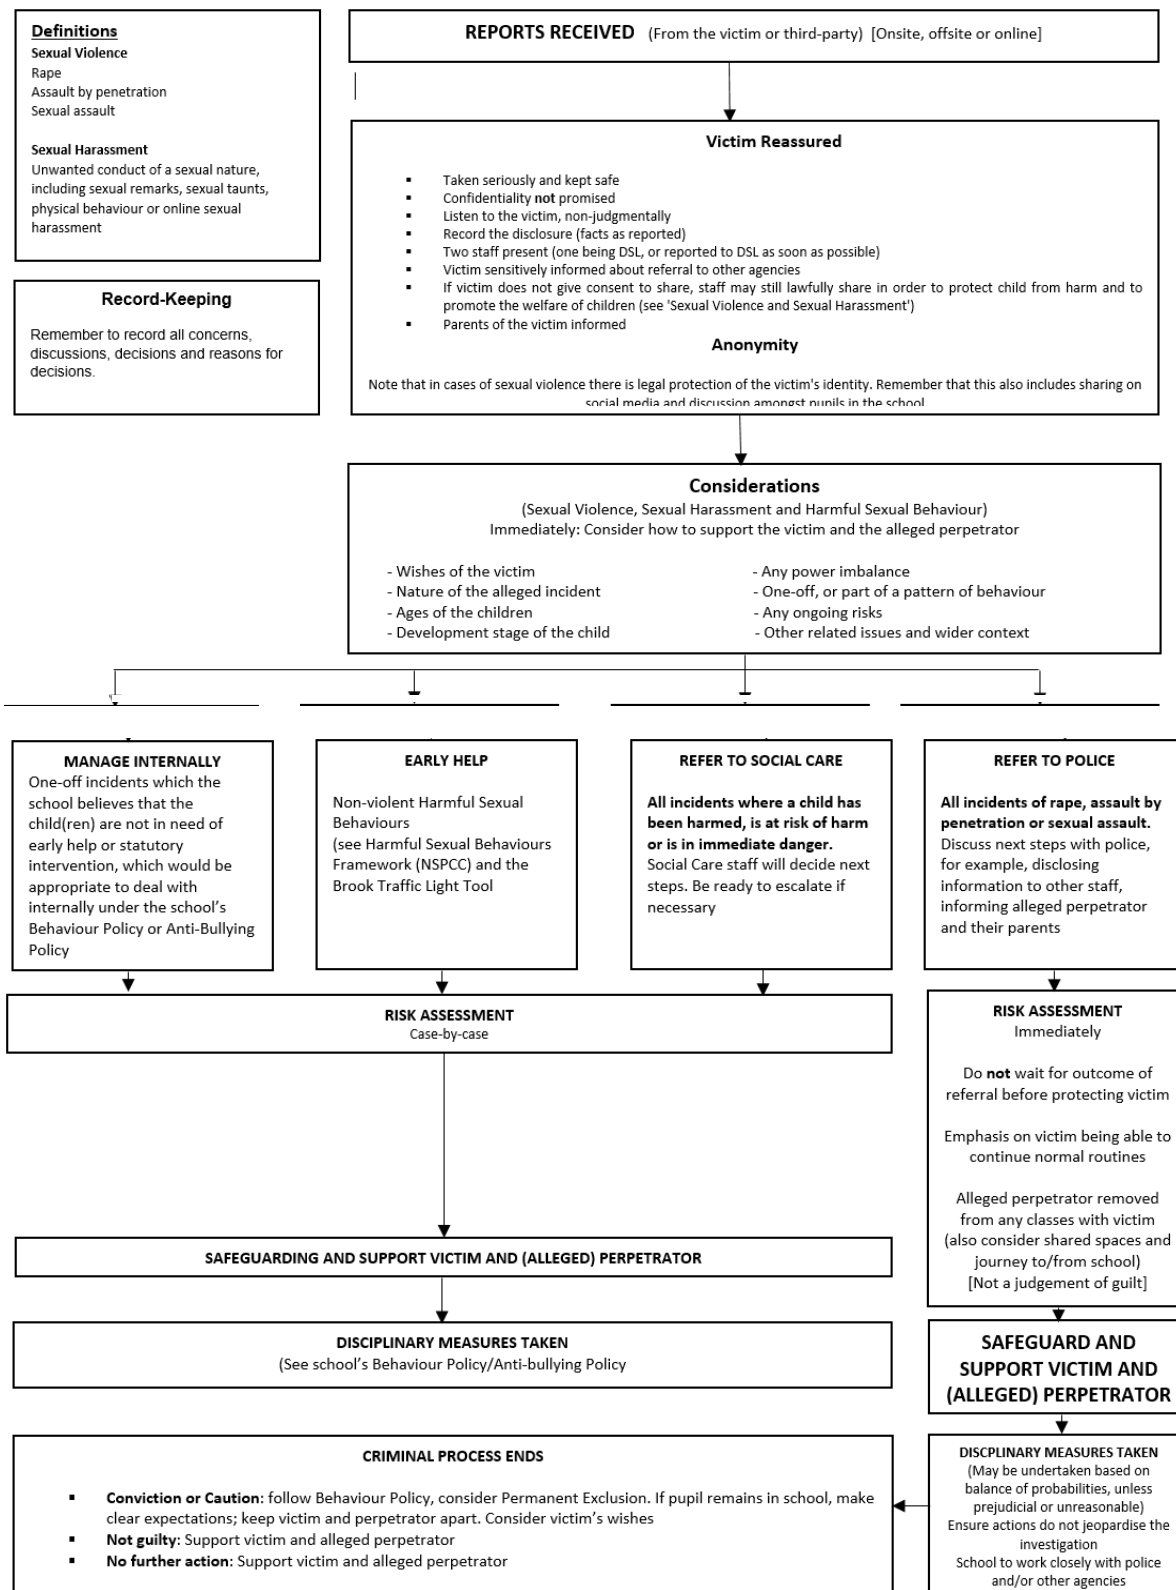 Definitions
Sexual Violence
Rape
Assault by penetration
Sexual assault
Sexual Harassment
Unwanted conduct of a sexual nature,
including sexual remarks, sexual taunts,
physical behaviour or online sexual
harassment
Record-Keeping
Remember to record all concerns,
discussions, decisions and reasons for
decisions.
REPORTS RECEIVED (From the victim or third-party) [Onsite, offsite or online]
Victim Reassured
▪ Taken seriously and kept safe
▪ Confidentiality not promised
▪ Listen to the victim, non-judgmentally
▪ Record the disclosure (facts as reported)
▪ Two staff present (one being DSL, or reported to DSL as soon as possible)
▪ Victim sensitively informed about referral to other agencies
▪ If victim does not give consent to share, staff may still lawfully share in order to protect child from harm and to
promote the welfare of children (see 'Sexual Violence and Sexual Harassment')
▪ Parents of the victim informed
Anonymity
Note that in cases of sexual violence there is legal protection of the victim's identity. Remember that this also includes sharing on
social media and discussion amongst pupils in the school
Considerations
(Sexual Violence, Sexual Harassment and Harmful Sexual Behaviour)
Immediately: Consider how to support the victim and the alleged perpetrator
- Wishes of the victim
- Nature of the alleged incident
- Ages of the children
- Development stage of the child
- Any power imbalance
- One-off, or part of a pattern of behaviour
- Any ongoing risks
- Other related issues and wider context
MANAGE INTERNALLY
One-off incidents which the
school believes that the
child(ren) are not in need of
early help or statutory
intervention, which would be
appropriate to deal with
internally under the school's
Behaviour Policy or Anti-Bullying
Policy
EARLY HELP
Non-violent Harmful Sexual
Behaviours
(see Harmful Sexual Behaviours
Framework (NSPCC) and the
Brook Traffic Light Tool
REFER TO SOCIAL CARE
All incidents where a child has
been harmed, is at risk of harm
or is in immediate danger.
Social Care staff will decide next
steps. Be ready to escalate if
necessary
REFER TO POLICE
All incidents of rape, assault by
penetration or sexual assault.
Discuss next steps with police,
for example, disclosing
information to other staff,
informing alleged perpetrator
and their parents
RISK ASSESSMENT
Case-by-case
RISK ASSESSMENT
Immediately
Do not wait for outcome of
referral before protecting victim
Emphasis on victim being able to
continue normal routines
Alleged perpetrator removed
from any classes with victim
(also consider shared spaces and
journey to/from school)
[Not a judgement of guilt]
SAFEGUARDING AND SUPPORT VICTIM AND (ALLEGED) PERPETRATOR
DISCIPLINARY MEASURES TAKEN
(See school's Behaviour Policy/Anti-bullying Policy
SAFEGUARD AND
SUPPORT VICTIM AND
(ALLEGED) PERPETRATOR
CRIMINAL PROCESS ENDS
▪ Conviction or Caution: follow Behaviour Policy, consider Permanent Exclusion. If pupil remains in school, make
clear expectations; keep victim and perpetrator apart. Consider victim's wishes
▪ Not guilty: Support victim and alleged perpetrator
▪ No further action: Support victim and alleged perpetrator
DISCPLINARY MEASURES TAKEN
(May be undertaken based on
balance of probabilities, unless
prejudicial or unreasonable)
Ensure actions do not jeopardise the
investigation
School to work closely with police
and/or other agencies